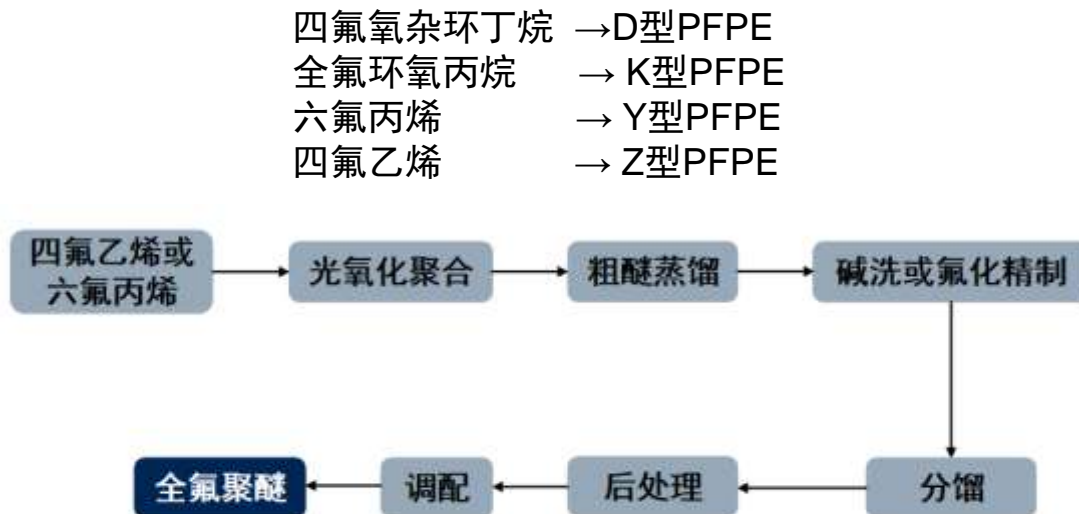 四氟氧杂环丁烷 →D型PFPE
全氟环氧丙烷 → K型PFPE
六氟丙烯 → Y型PFPE
四氟乙烯 → Z型PFPE
四氟乙烯或
六氟丙烯
光氧化聚合
粗醚蒸馏
碱洗或氟化精制
分馏
后处理
调配
全氟聚醚